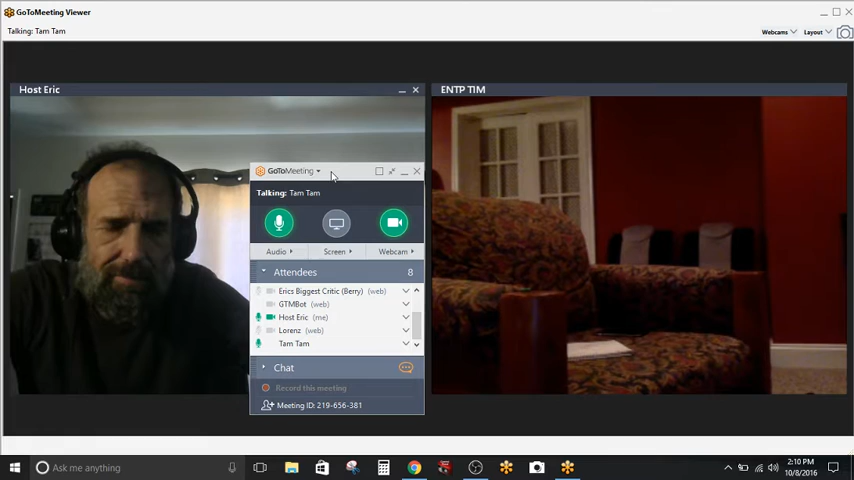 GoToMeeting Viewer
Talking: Tam Tam
Webcams Layout
Host Eric
ENTP TIM
GoToMeeting
Talking: Tam Tam
Audio Screen Webcam
Attendees 8
Erics Biggest Critic (Berry) (web)
GTMBot (web)
Host Eric (me)
Lorenz (web)
Tam Tam
Chat
Record this meeting
Meeting ID: 219-656-381
Ask me anything
2:10 PM
10/8/2016